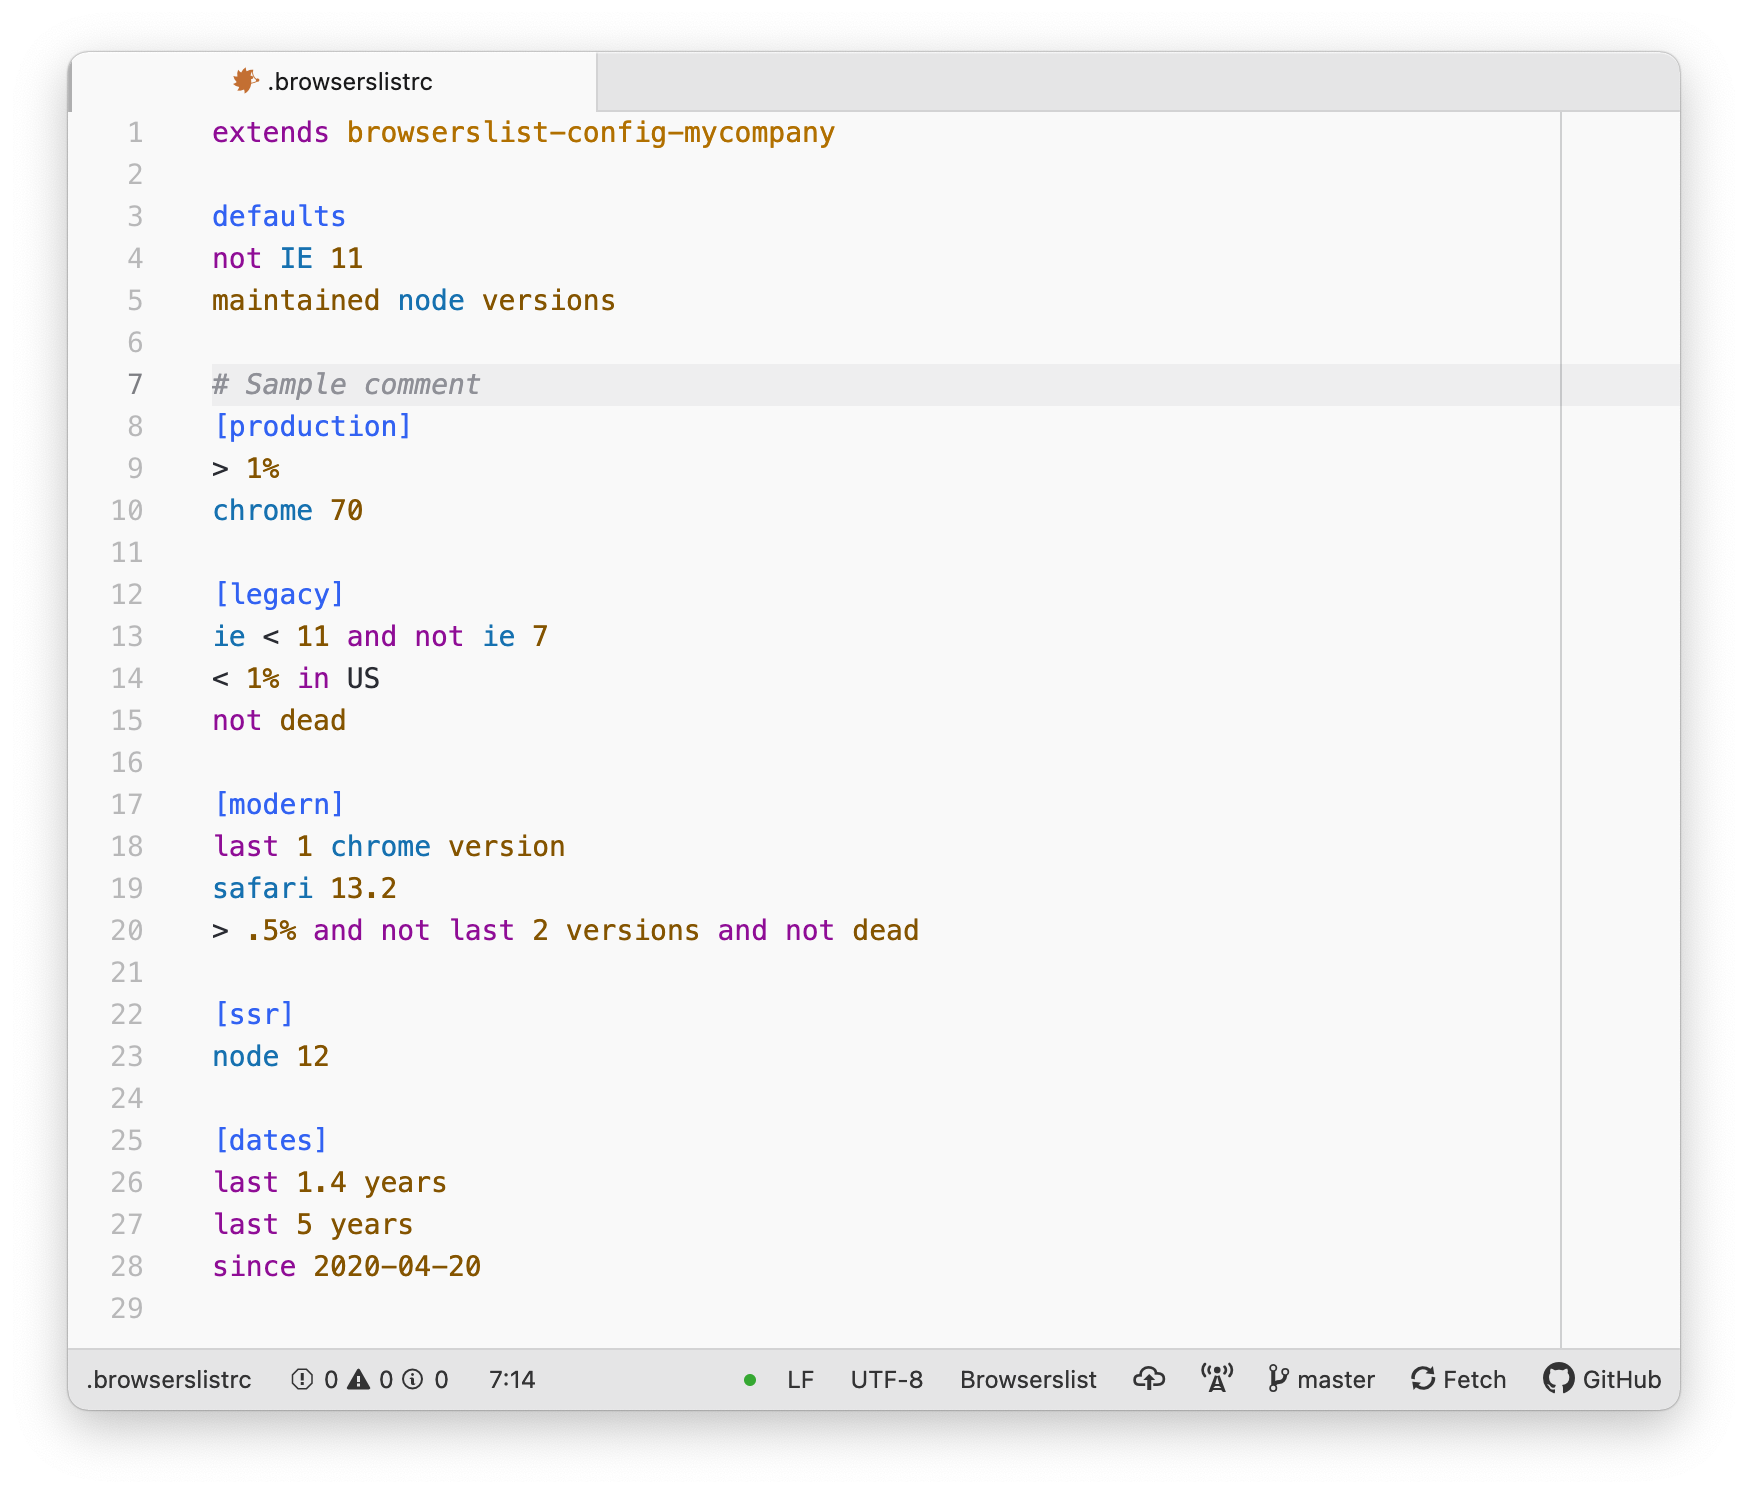 .browserslistrc
1 extends browserslist-config-mycompany
2
3 defaults
4 not IE 11
5 maintained node versions
6
7 # Sample comment
8 [production]
9 > 1%
10 chrome 70
11
12 [legacy]
13 ie < 11 and not ie 7
14 < 1% in US
15 not dead
16
17 [modern]
18 last 1 chrome version
19 safari 13.2
20 > .5% and not last 2 versions and not dead
21
22 [ssr]
23 node 12
24
25 [dates]
26 last 1.4 years
27 last 5 years
28 since 2020-04-20
29
.browserslistrc 0 0 0 7:14 LF UTF-8 Browserslist master Fetch GitHub